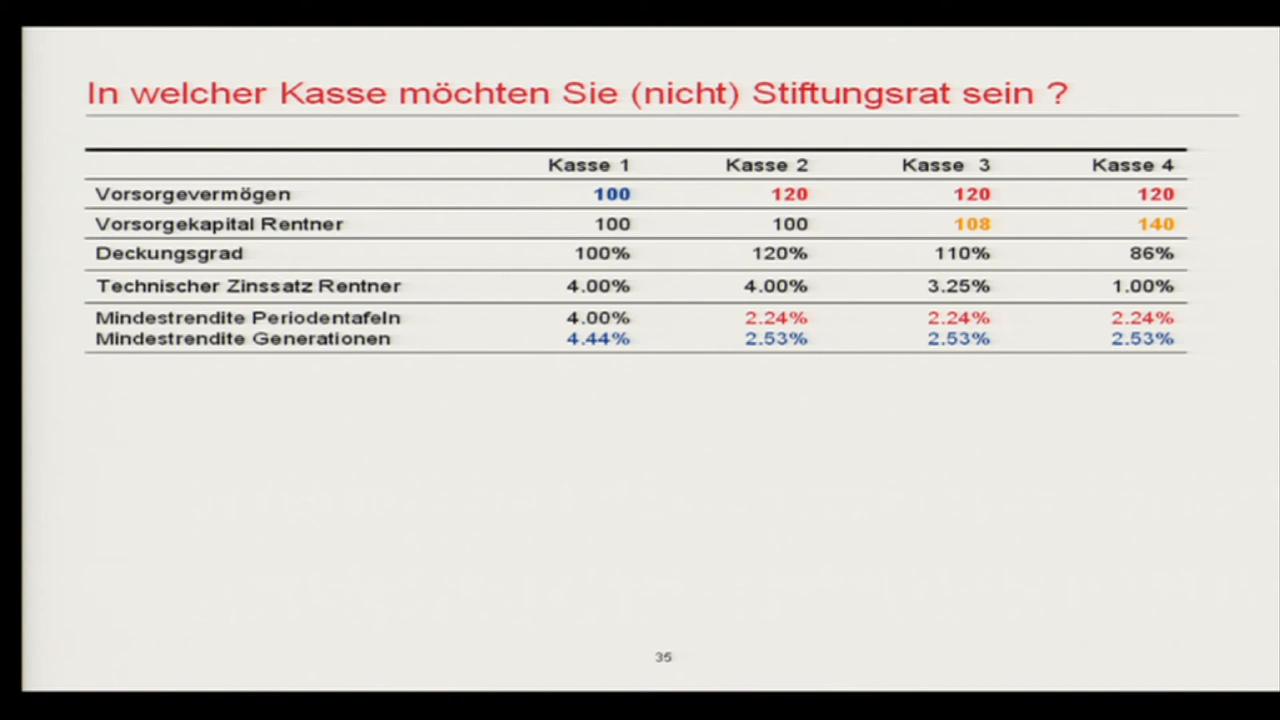 In welcher Kasse möchten Sie (nicht) Stiftungsrat sein ?
Kasse 1 Kasse 2 Kasse 3 Kasse 4
Vorsorgevermögen 100 120 120 120
Vorsorgekapital Rentner 100 100 108 140
Deckungsgrad 100% 120% 110% 86%
Technischer Zinssatz Rentner 4.00% 4.00% 3.25% 1.00%
Mindestrendite Periodentafeln 4.00% 2.24% 2.24% 2.24%
Mindestrendite Generationen 4.44% 2.53% 2.53% 2.53%
35